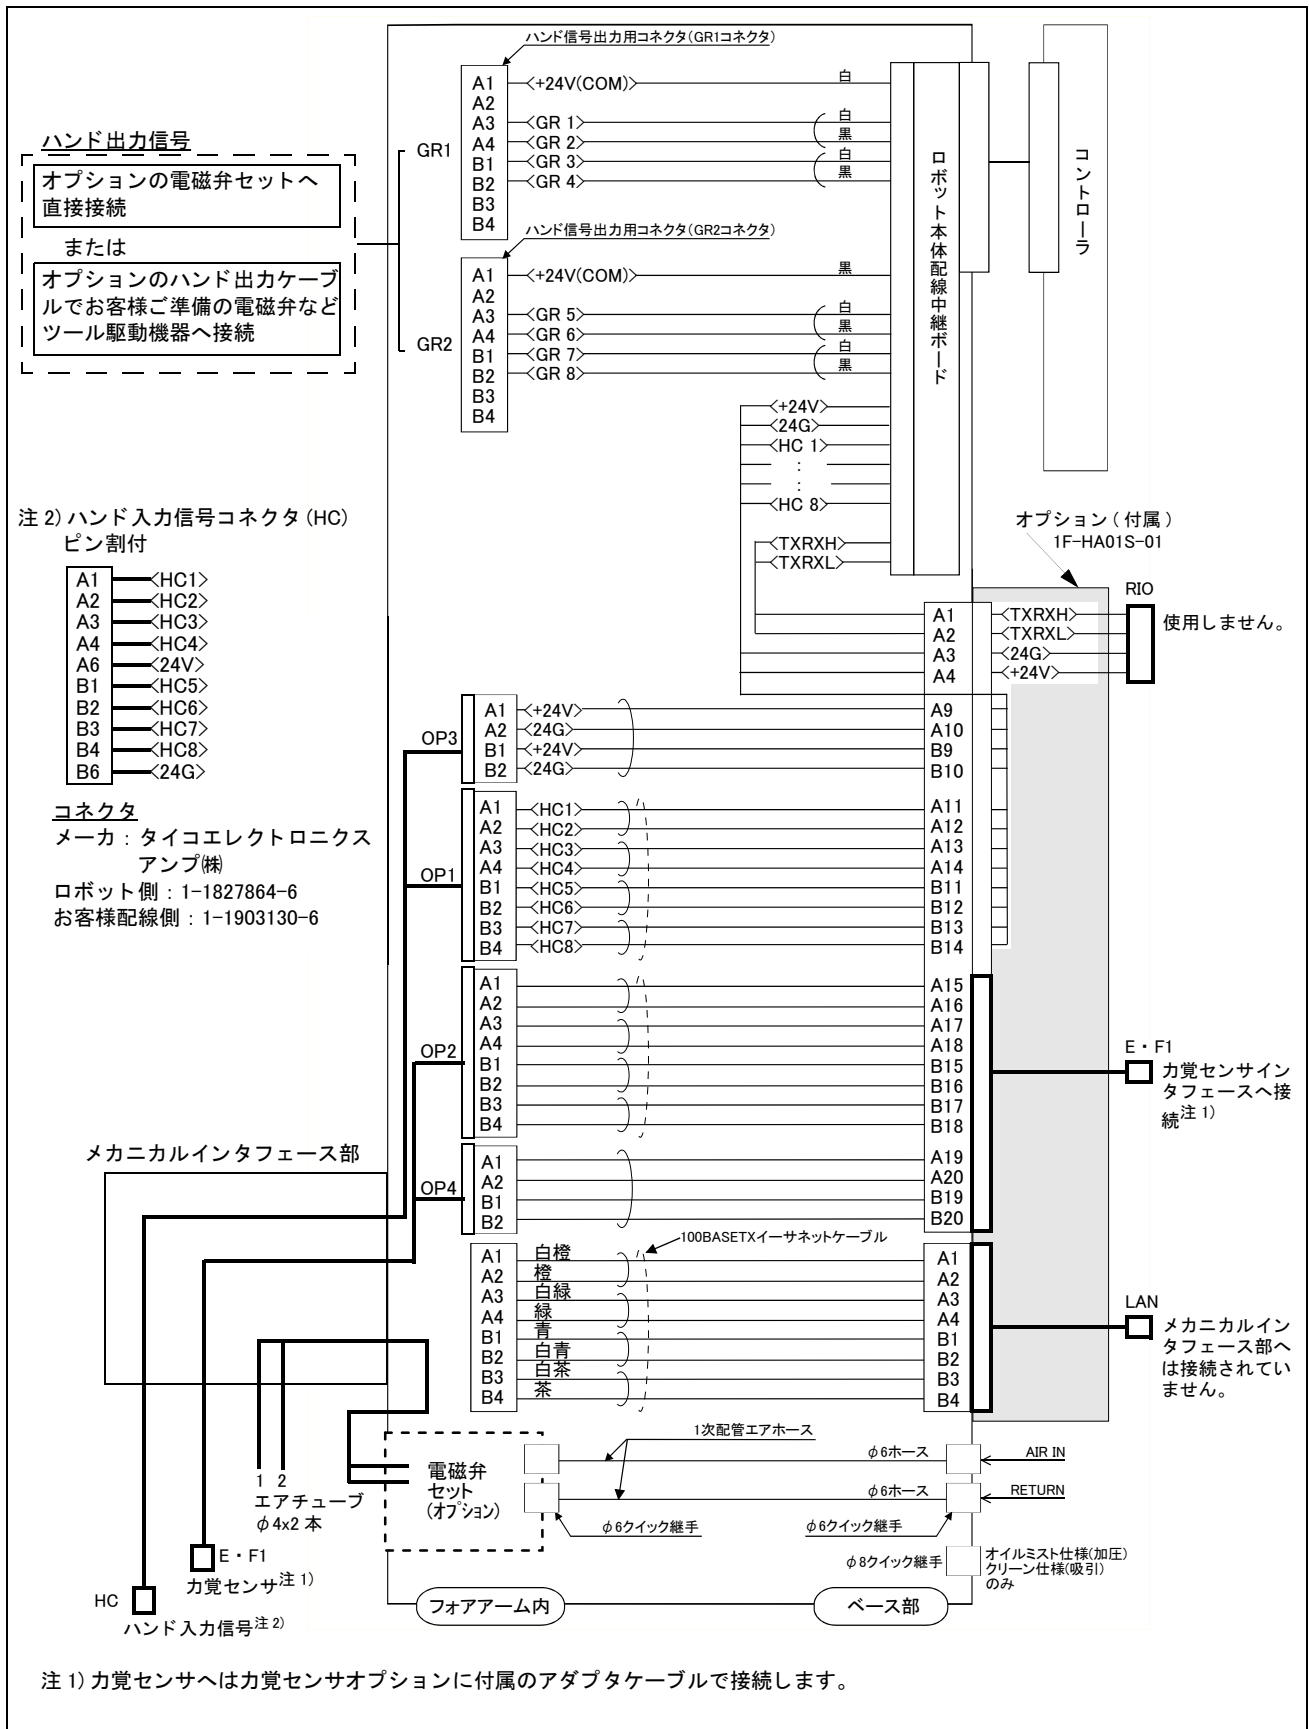 ハンド信号出力用コネクタ(GR1コネクタ)
A1 <+24V(COM)> 白
A2
A3 <GR 1> 白
A4 <GR 2> 黒
B1 <GR 3> 白
B2 <GR 4> 黒
B3
B4
GR1
ハンド出力信号
オプションの電磁弁セットへ
直接接続
または
オプションのハンド出力ケーブ
ルでお客様ご準備の電磁弁など
ツール駆動機器へ接続
ハンド信号出力用コネクタ(GR2コネクタ)
A1 <+24V(COM)> 黒
A2
A3 <GR 5> 白
A4 <GR 6> 黒
B1 <GR 7> 白
B2 <GR 8> 黒
B3
B4
GR2
ロボット本体配線中継ボード
コントローラ
<+24V>
<24G>
<HC 1>
:
:
<HC 8>
<TXRXH>
<TXRXL>
注 2) ハンド入力信号コネクタ(HC)
ピン割付
A1 <HC1>
A2 <HC2>
A3 <HC3>
A4 <HC4>
A6 <24V>
B1 <HC5>
B2 <HC6>
B3 <HC7>
B4 <HC8>
B6 <24G>
コネクタ
メーカ：タイコエレクトロニクス
アンプ㈱
ロボット側：1-1827864-6
お客様配線側：1-1903130-6
オプション ( 付属 )
1F-HA01S-01
RIO
使用しません。
A1 <TXRXH>
A2 <TXRXL>
A3 <24G>
A4 <+24V>
OP3
A1 <+24V> A9
A2 <24G> A10
B1 <+24V> B9
B2 <24G> B10
OP1
A1 <HC1> A11
A2 <HC2> A12
A3 <HC3> A13
A4 <HC4> A14
B1 <HC5> B11
B2 <HC6> B12
B3 <HC7> B13
B4 <HC8> B14
OP2
A1 A15
A2 A16
A3 A17
A4 A18
B1 B15
B2 B16
B3 B17
B4 B18
E・F1
力覚センサイン
タフェースへ接
続注 1)
メカニカルインタフェース部
OP4
A1 A19
A2 A20
B1 B19
B2 B20
100BASETXイーサネットケーブル
A1 白橙 A1
A2 橙 A2
A3 白緑 A3
A4 緑 A4
B1 青 B1
B2 白青 B2
B3 白茶 B3
B4 茶 B4
LAN
メカニカルイン
タフェース部へ
は接続されてい
ません。
1次配管エアホース
電磁弁
セット
(オプション)
φ6ホース
AIR IN
φ6ホース
RETURN
φ6クイック継手
φ6クイック継手
φ8クイック継手
オイルミスト仕様(加圧)
クリーン仕様(吸引)
のみ
1 2
エアチューブ
φ4x2 本
E・F1
力覚センサ注 1)
HC
ハンド入力信号注 2)
フォアアーム内
ベース部
注 1) 力覚センサへは力覚センサオプションに付属のアダプタケーブルで接続します。